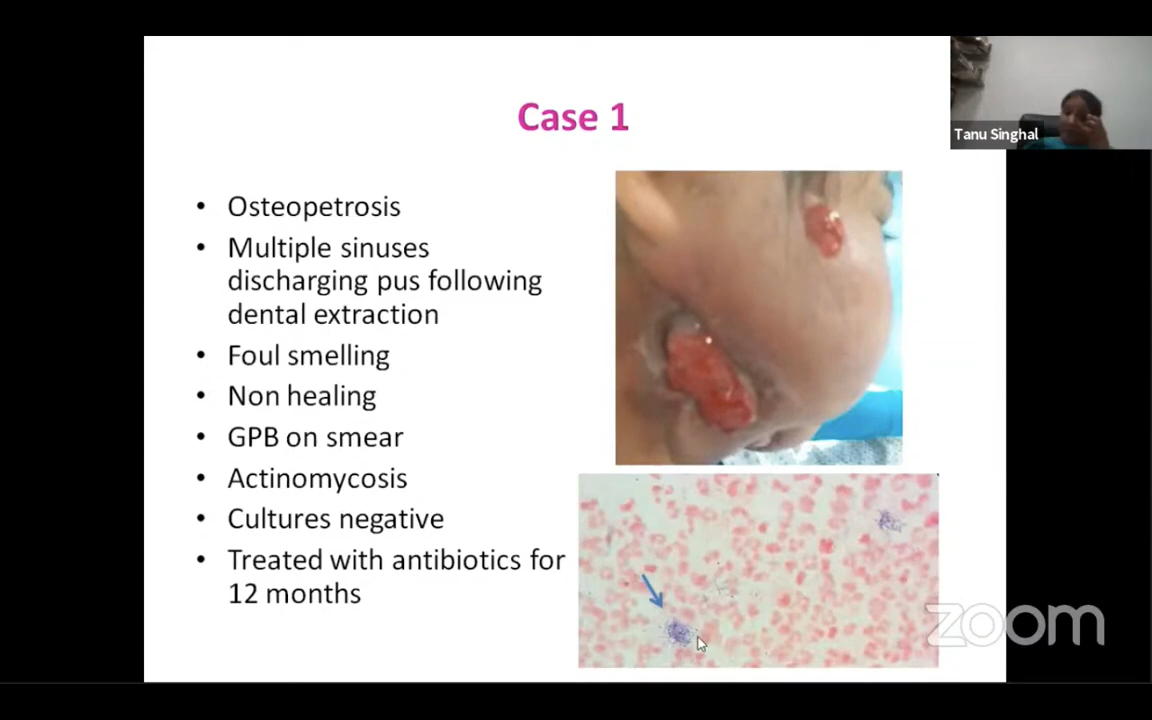 Case 1
Tanu Singhal
• Osteopetrosis
• Multiple sinuses
discharging pus following
dental extraction
• Foul smelling
• Non healing
• GPB on smear
• Actinomycosis
• Cultures negative
• Treated with antibiotics for
12 months
zoom